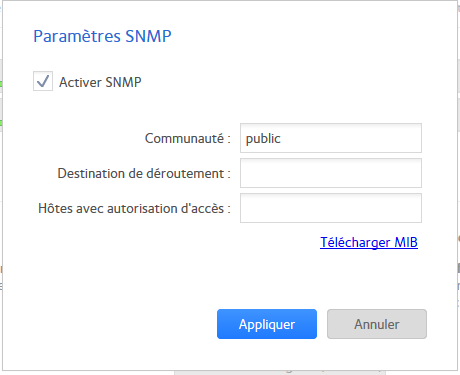 Paramètres SNMP
Activer SNMP
Communauté : public
Destination de déroutement :
Hôtes avec autorisation d'accès :
Télécharger MIB
Appliquer Annuler